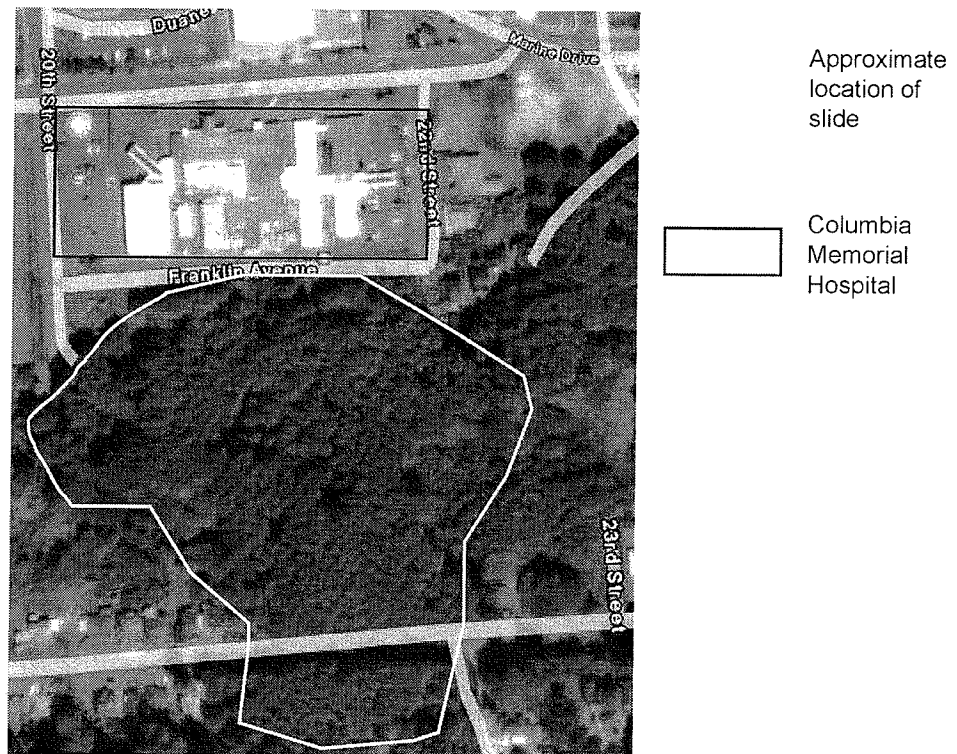 Duane
Marine Drive
20th Street
22nd Street
Franklin Avenue
23rd Street
Approximate
location of
slide
Columbia
Memorial
Hospital